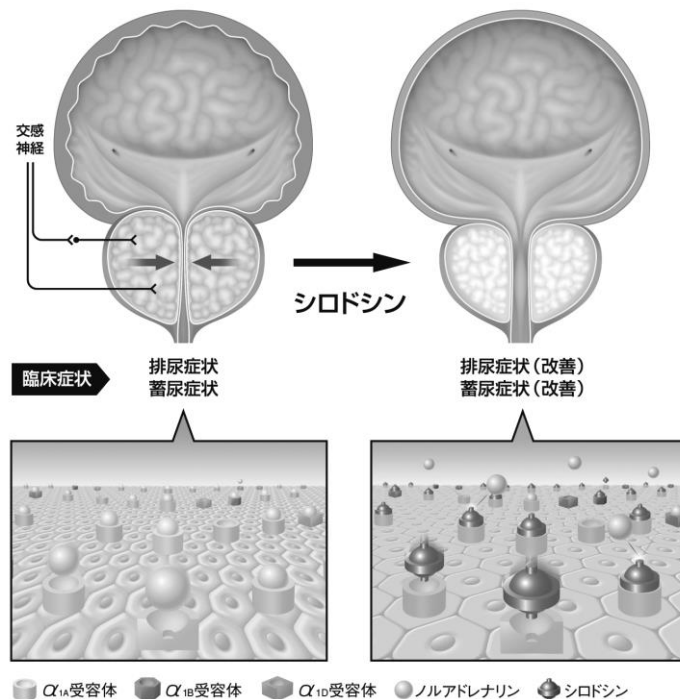 交感
神経
シロドシン
臨床症状
排尿症状
蓄尿症状
排尿症状(改善)
蓄尿症状(改善)
α1A受容体 α1B受容体 α1D受容体 ノルアドレナリン シロドシン